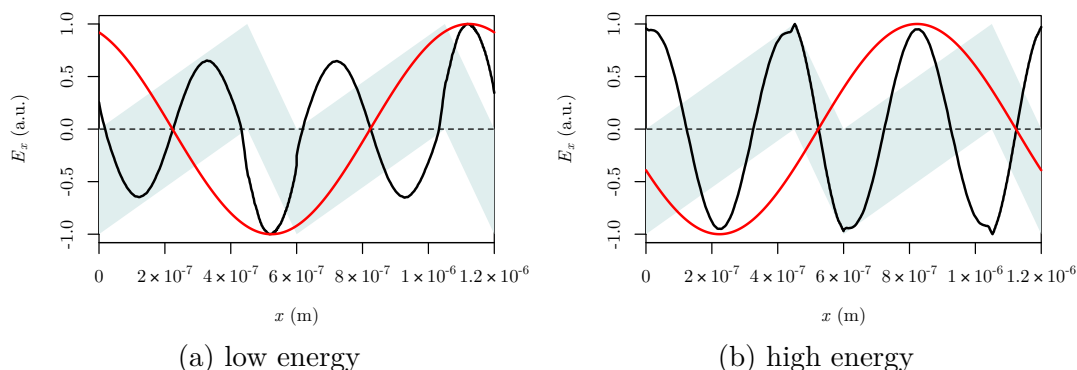 1.0
0.5
0.0
-0.5
-1.0
E_x (a.u.)
0 2×10⁻⁷ 4×10⁻⁷ 6×10⁻⁷ 8×10⁻⁷ 1×10⁻⁶ 1.2×10⁻⁶
x (m)
(a) low energy
1.0
0.5
0.0
-0.5
-1.0
E_x (a.u.)
0 2×10⁻⁷ 4×10⁻⁷ 6×10⁻⁷ 8×10⁻⁷ 1×10⁻⁶ 1.2×10⁻⁶
x (m)
(b) high energy